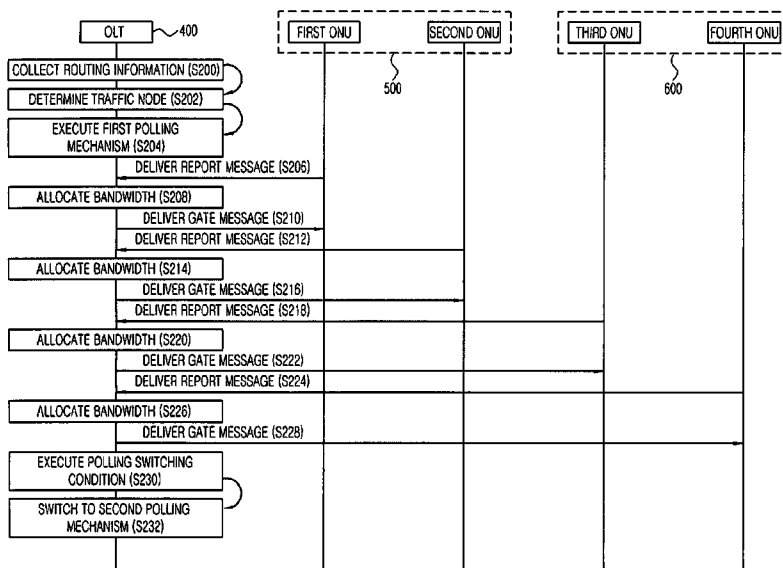 OLT
400
FIRST ONU
SECOND ONU
THIRD ONU
FOURTH ONU
500
600
COLLECT ROUTING INFORMATION (S200)
DETERMINE TRAFFIC NODE (S202)
EXECUTE FIRST POLLING
MECHANISM (S204)
DELIVER REPORT MESSAGE (S206)
ALLOCATE BANDWIDTH (S208)
DELIVER GATE MESSAGE (S210)
DELIVER REPORT MESSAGE (S212)
ALLOCATE BANDWIDTH (S214)
DELIVER GATE MESSAGE (S216)
DELIVER REPORT MESSAGE (S218)
ALLOCATE BANDWIDTH (S220)
DELIVER GATE MESSAGE (S222)
DELIVER REPORT MESSAGE (S224)
ALLOCATE BANDWIDTH (S226)
DELIVER GATE MESSAGE (S228)
EXECUTE POLLING SWITCHING
CONDITION (S230)
SWITCH TO SECOND POLLING
MECHANISM (S232)